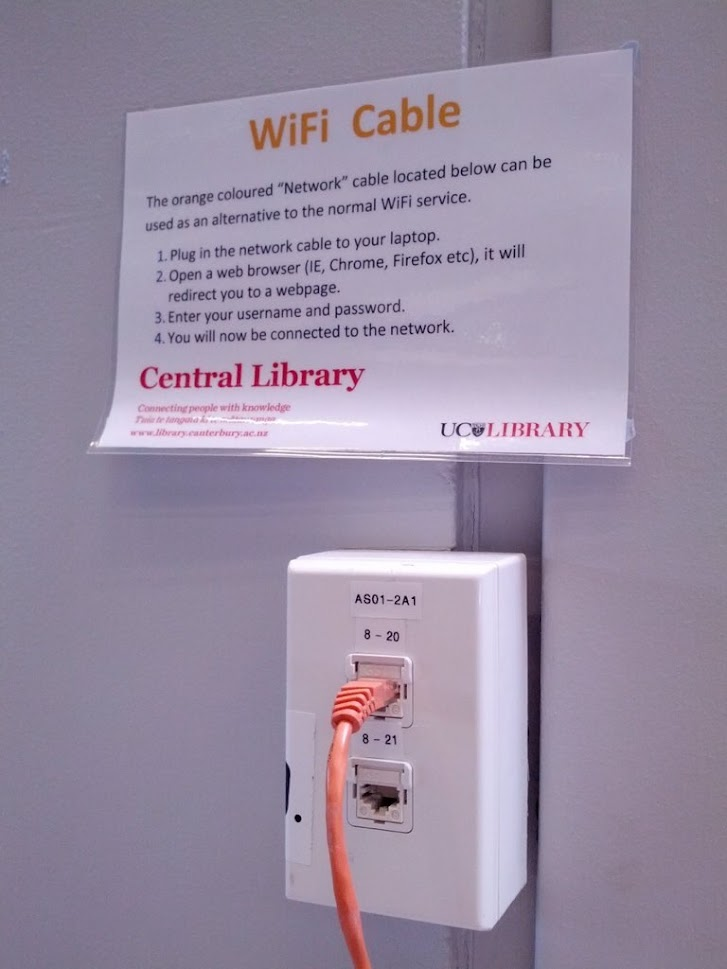 WiFi Cable
The orange coloured “Network” cable located below can be
used as an alternative to the normal WiFi service.
1. Plug in the network cable to your laptop.
2. Open a web browser (IE, Chrome, Firefox etc), it will
redirect you to a webpage.
3. Enter your username and password.
4. You will now be connected to the network.
Central Library
Connecting people with knowledge
www.library.canterbury.ac.nz
UC LIBRARY
AS01-2A1
8 - 20
8 - 21